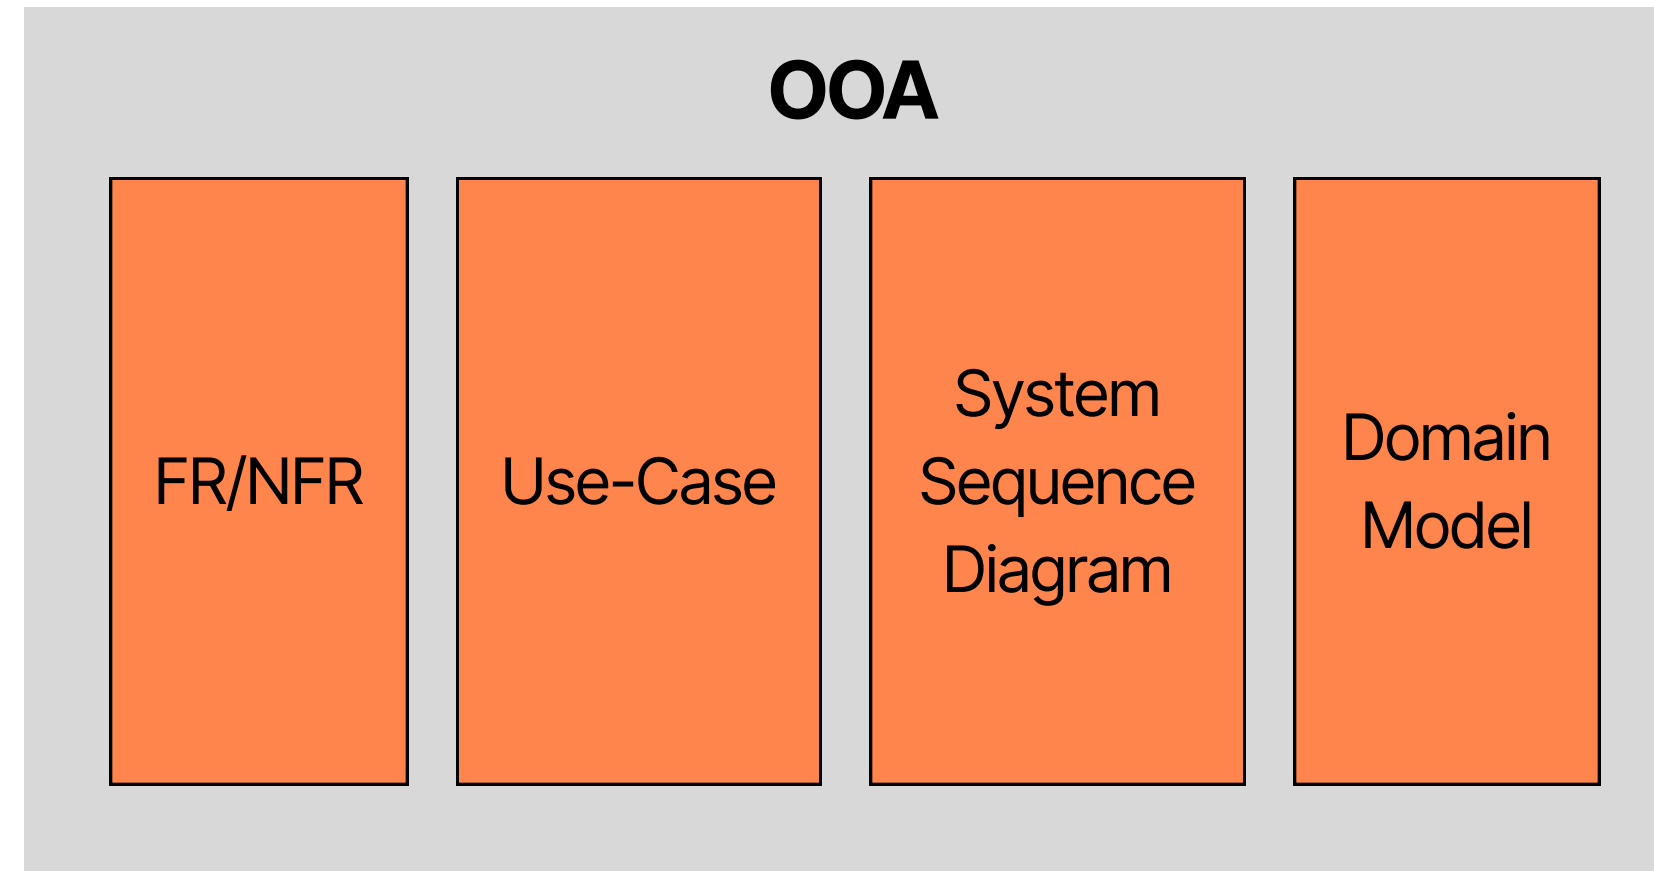 OOA
FR/NFR
Use-Case
System
Sequence
Diagram
Domain
Model